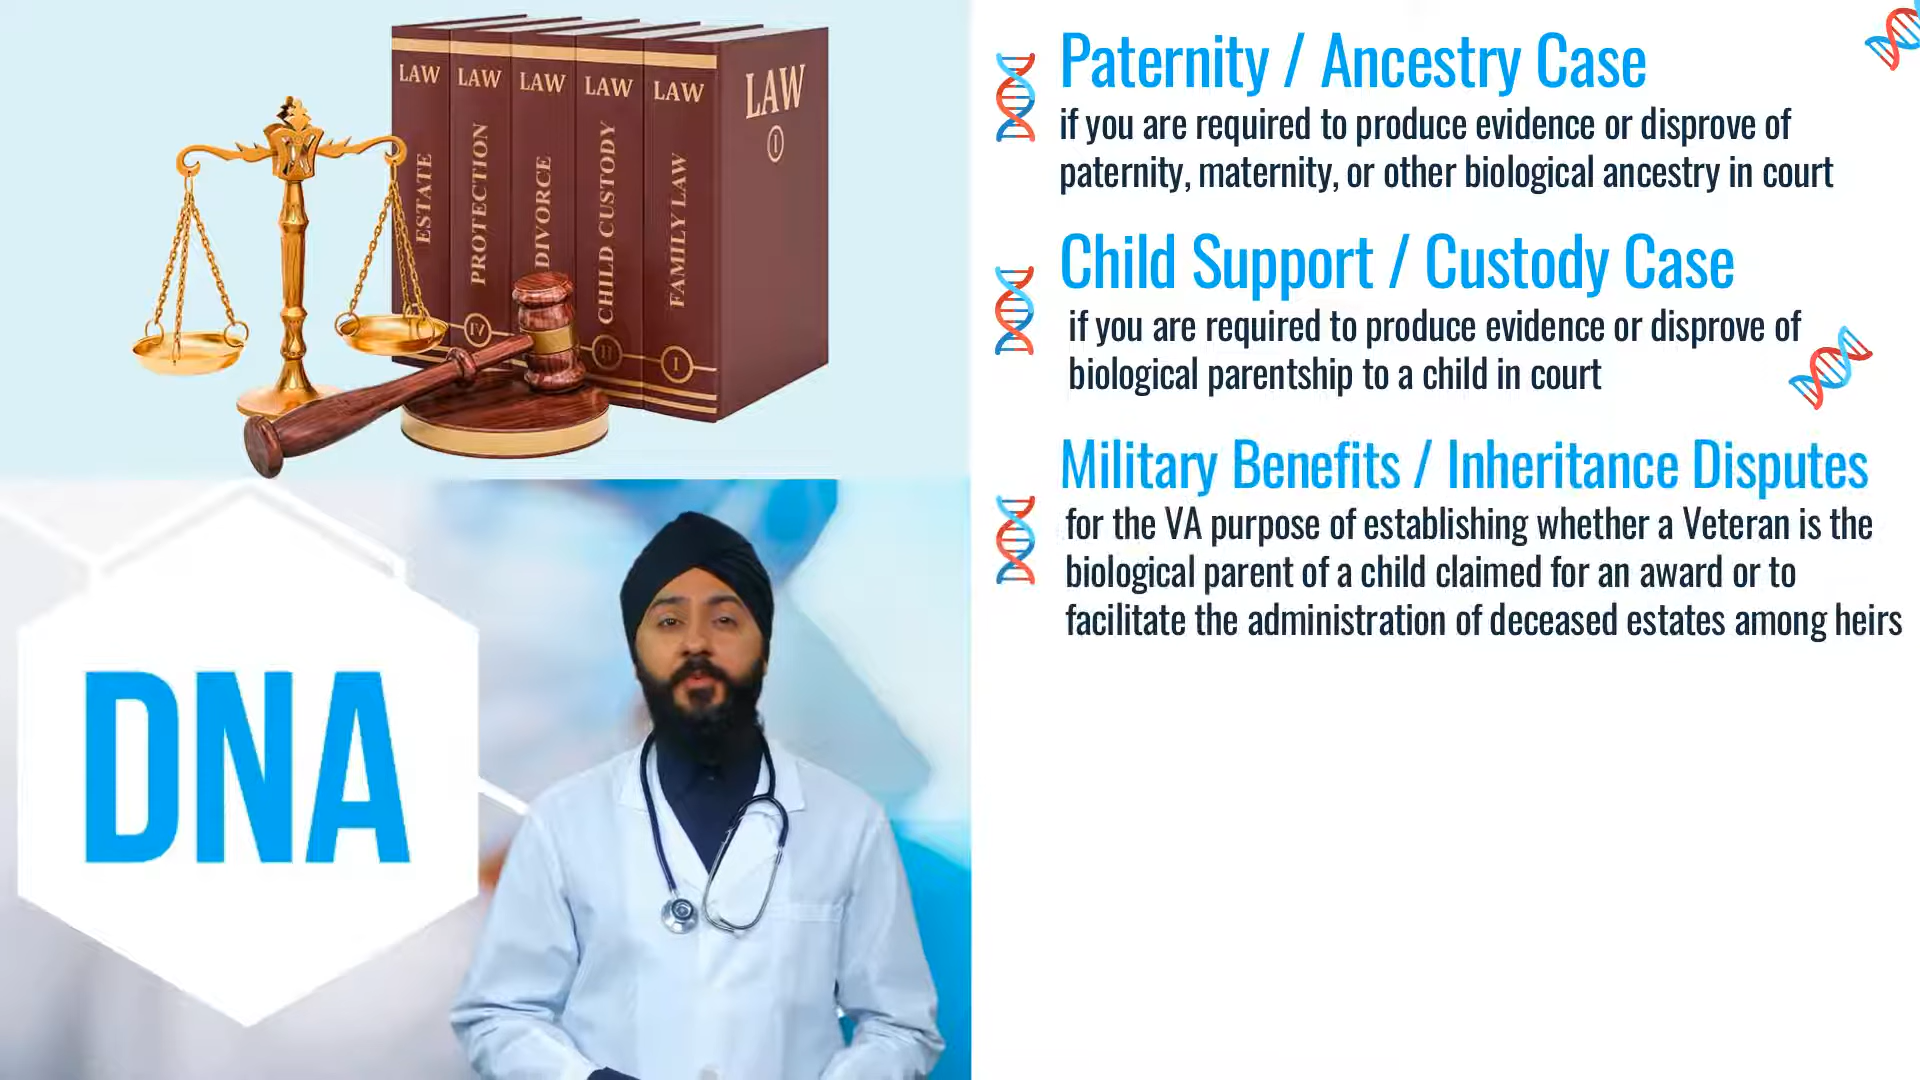 LAW LAW LAW LAW LAW LAW
I
ESTATE PROTECTION DIVORCE CHILD CUSTODY FAMILY LAW
IV II I
DNA
Paternity / Ancestry Case
if you are required to produce evidence or disprove of
paternity, maternity, or other biological ancestry in court
Child Support / Custody Case
if you are required to produce evidence or disprove of
biological parentship to a child in court
Military Benefits / Inheritance Disputes
for the VA purpose of establishing whether a Veteran is the
biological parent of a child claimed for an award or to
facilitate the administration of deceased estates among heirs